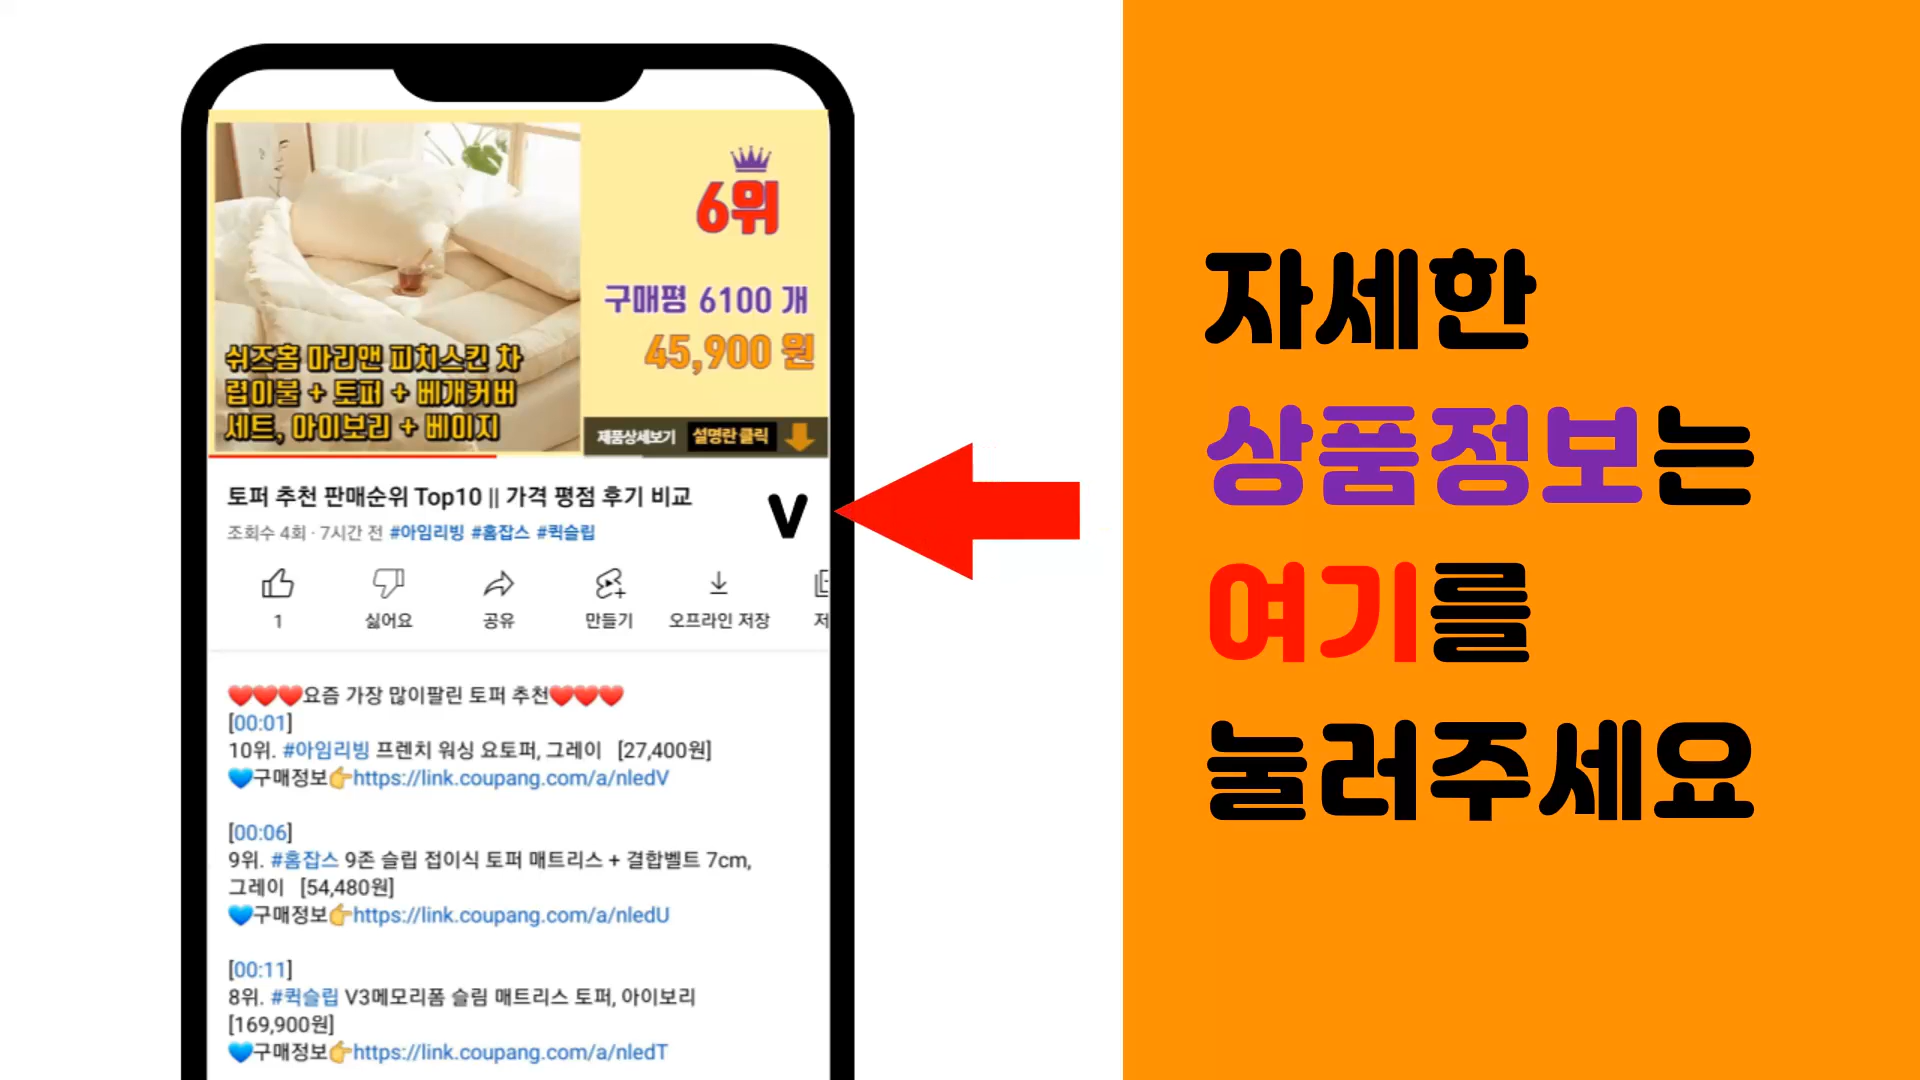 6위
구매평 6100 개
45,900 원
쉬즈홈 마리앤 피치스킨 차
렵이불 + 토퍼 + 베개커버
세트, 아이보리 + 베이지
제품상세보기 설명란 클릭
토퍼 추천 판매순위 Top10 || 가격 평점 후기 비교
V
조회수 4회 · 7시간 전 #아임리빙 #홈잡스 #퀵슬립
1 싫어요 공유 만들기 오프라인 저장 저
❤️❤️❤️요즘 가장 많이팔린 토퍼 추천❤️❤️❤️
[00:01]
10위. #아임리빙 프렌치 워싱 요토퍼, 그레이 [27,400원]
💙구매정보👉https://link.coupang.com/a/nledV
[00:06]
9위. #홈잡스 9존 슬립 접이식 토퍼 매트리스 + 결합벨트 7cm,
그레이 [54,480원]
💙구매정보👉https://link.coupang.com/a/nledU
[00:11]
8위. #퀵슬립 V3메모리폼 슬림 매트리스 토퍼, 아이보리
[169,900원]
💙구매정보👉https://link.coupang.com/a/nledT
자세한
상품정보는
여기를
눌러주세요